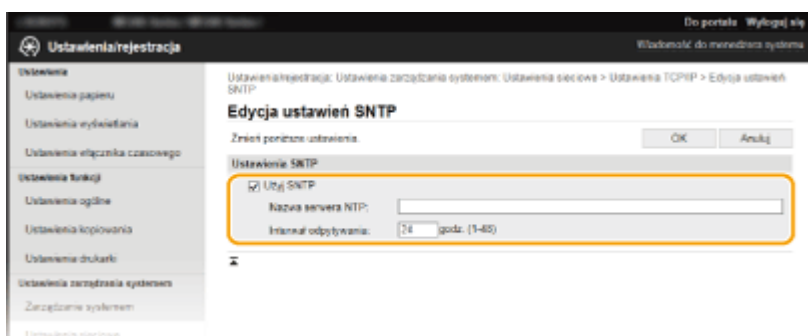 Do portalu Wyloguj się
Ustawienia/rejestracja
Wiadomość do menedżera systemu
Ustawienia
Ustawienia papieru
Ustawienia wyświetlania
Ustawienia włącznika czasowego
Ustawienia funkcji
Ustawienia ogólne
Ustawienia kopiowania
Ustawienia drukarki
Ustawienia zarządzania systemem
Zarządzanie systemem
Ustawienia sieciowe
Ustawienia/rejestracja: Ustawienia zarządzania systemem: Ustawienia sieciowe > Ustawienia TCP/IP > Edycja ustawień
SNTP
Edycja ustawień SNTP
Zmień poniższe ustawienia.
OK Anuluj
Ustawienia SNTP
Użyj SNTP
Nazwa serwera NTP:
Interwał odpytywania: 24 godz. (1-48)